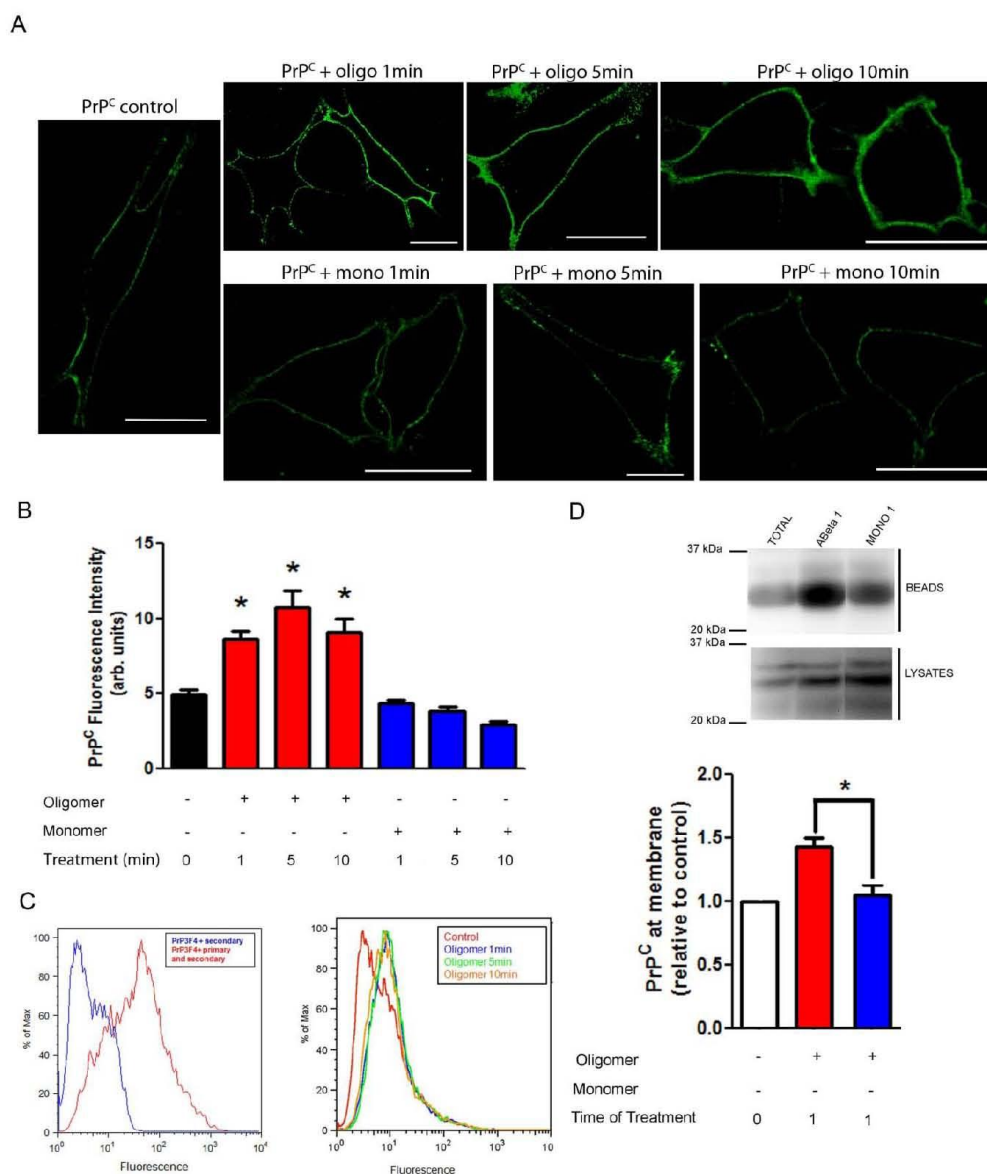 A
PrPC control
PrPC + oligo 1min
PrPC + oligo 5min
PrPC + oligo 10min
PrPC + mono 1min
PrPC + mono 5min
PrPC + mono 10min
B
PrPC Fluorescence Intensity
(arb. units)
15
10
5
0
* * *
Oligomer - + + + - - -
Monomer - - - - + + +
Treatment (min) 0 1 5 10 1 5 10
C
% of Max
100
80
60
40
20
0
PrP3F4+ secondary
PrP3F4+ primary
and secondary
10^0 10^1 10^2 10^3 10^4
Fluorescence
% of Max
100
80
60
40
20
0
Control
Oligomer 1min
Oligomer 5min
Oligomer 10min
10^0 10^1 10^2 10^3 10
Fluorescence
D
TOTAL ABeta 1 MONO 1
37 kDa
BEADS
20 kDa
37 kDa
LYSATES
20 kDa
PrPC at membrane
(relative to control)
2.0
1.5
1.0
0.5
0.0
*
Oligomer - + +
Monomer - - -
Time of Treatment 0 1 1